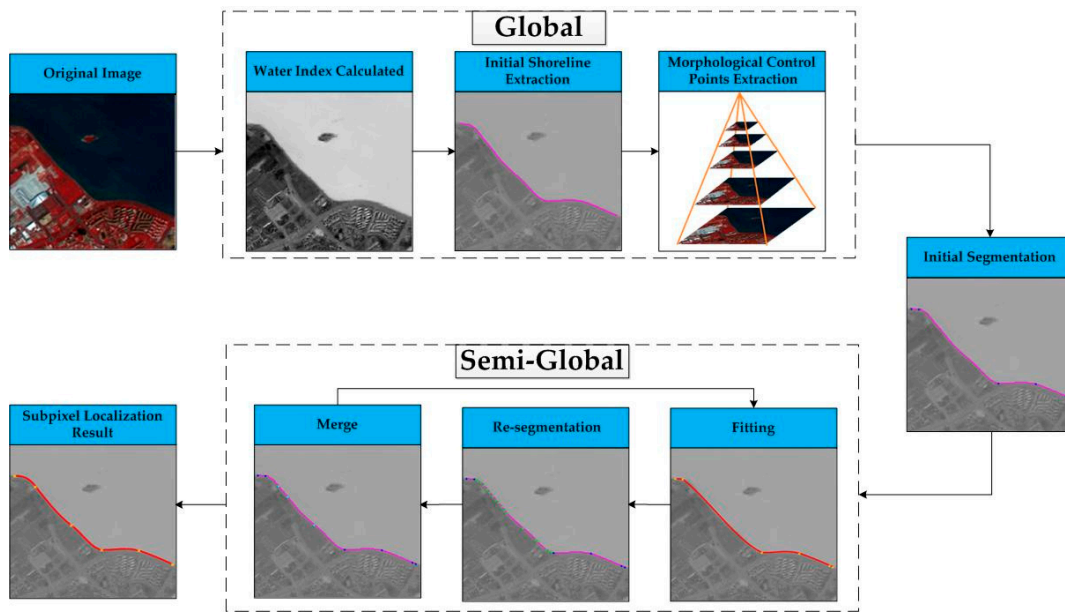 Global
Original Image
Water Index Calculated
Initial Shoreline
Extraction
Morphological Control
Points Extraction
Initial Segmentation
Semi-Global
Subpixel Localization
Result
Merge
Re-segmentation
Fitting